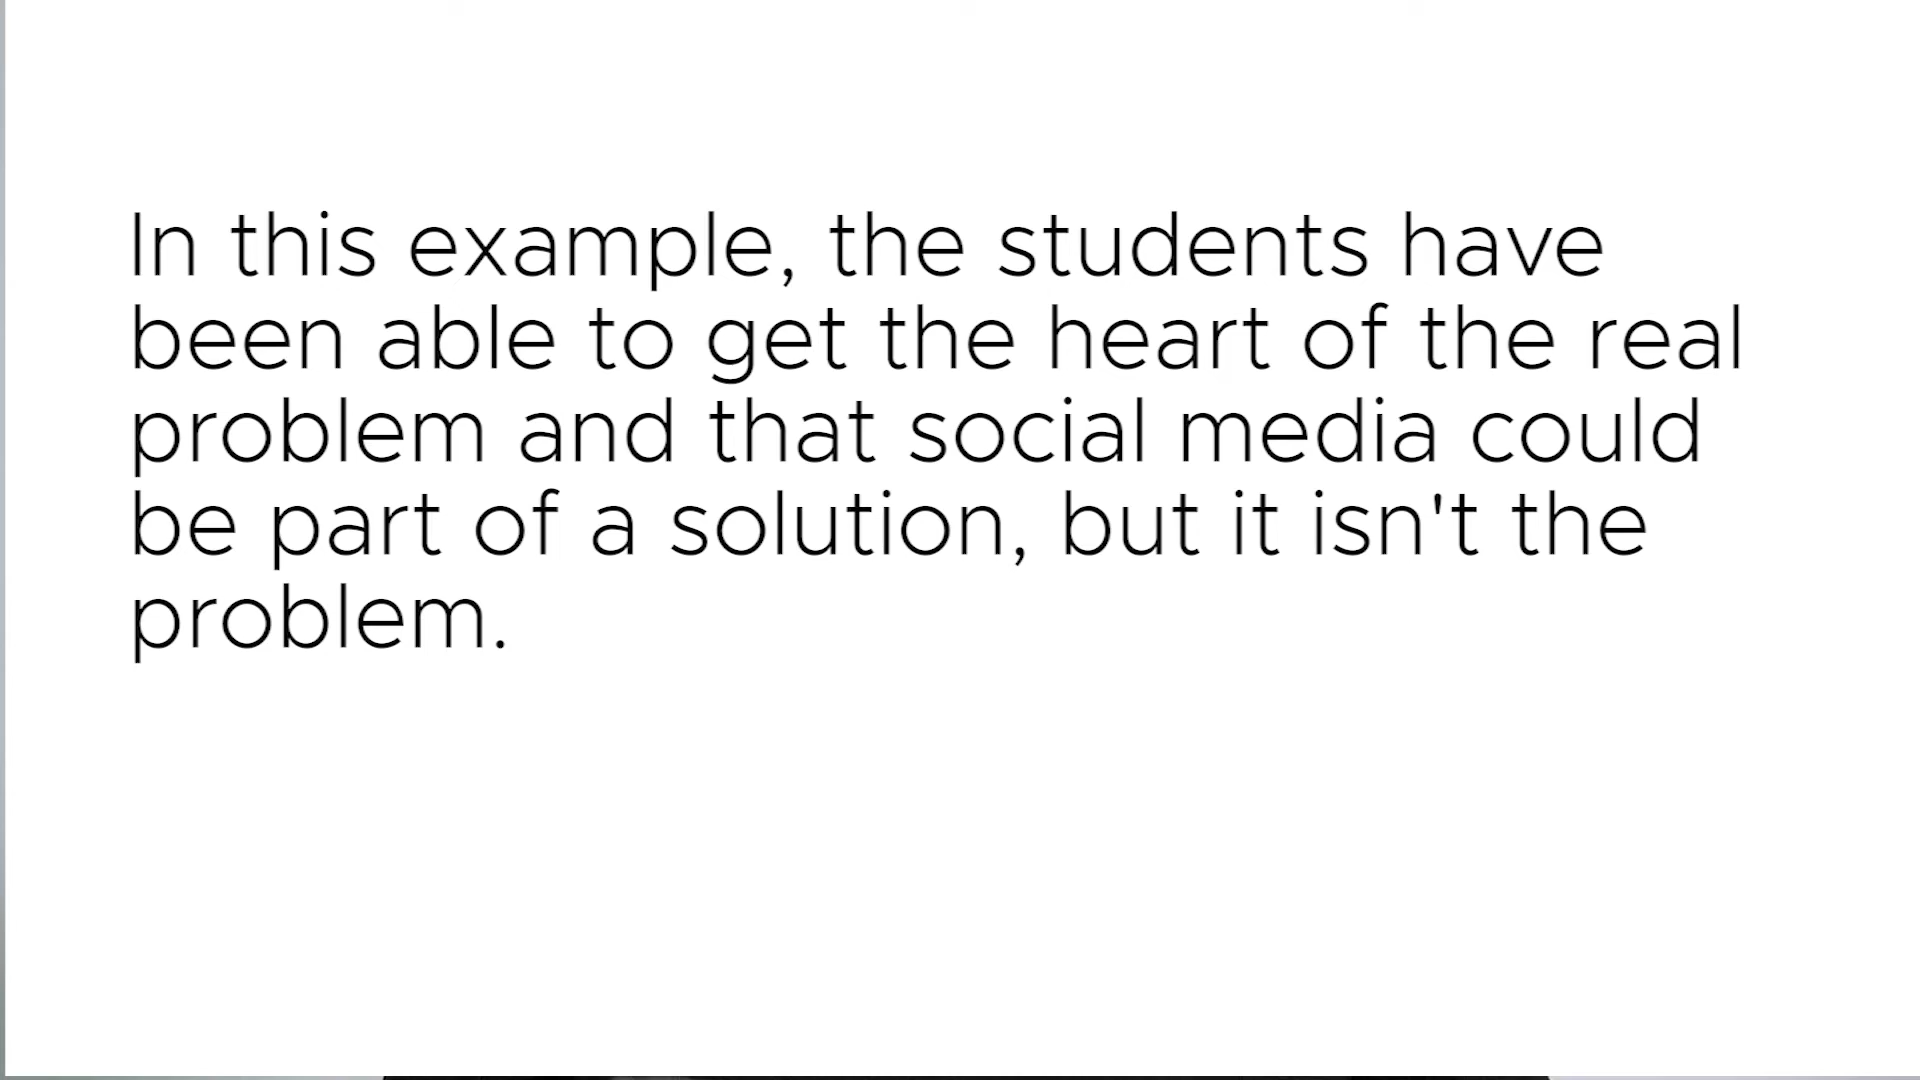 In this example, the students have
been able to get the heart of the real
problem and that social media could
be part of a solution, but it isn't the
problem.